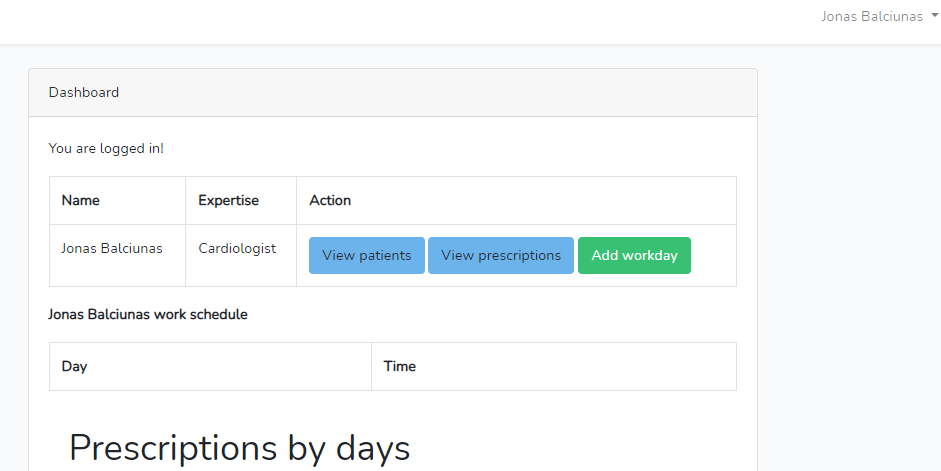 Jonas Balciunas
Dashboard
You are logged in!
Name Expertise Action
Jonas Balciunas Cardiologist View patients View prescriptions Add workday
Jonas Balciunas work schedule
Day Time
Prescriptions by days